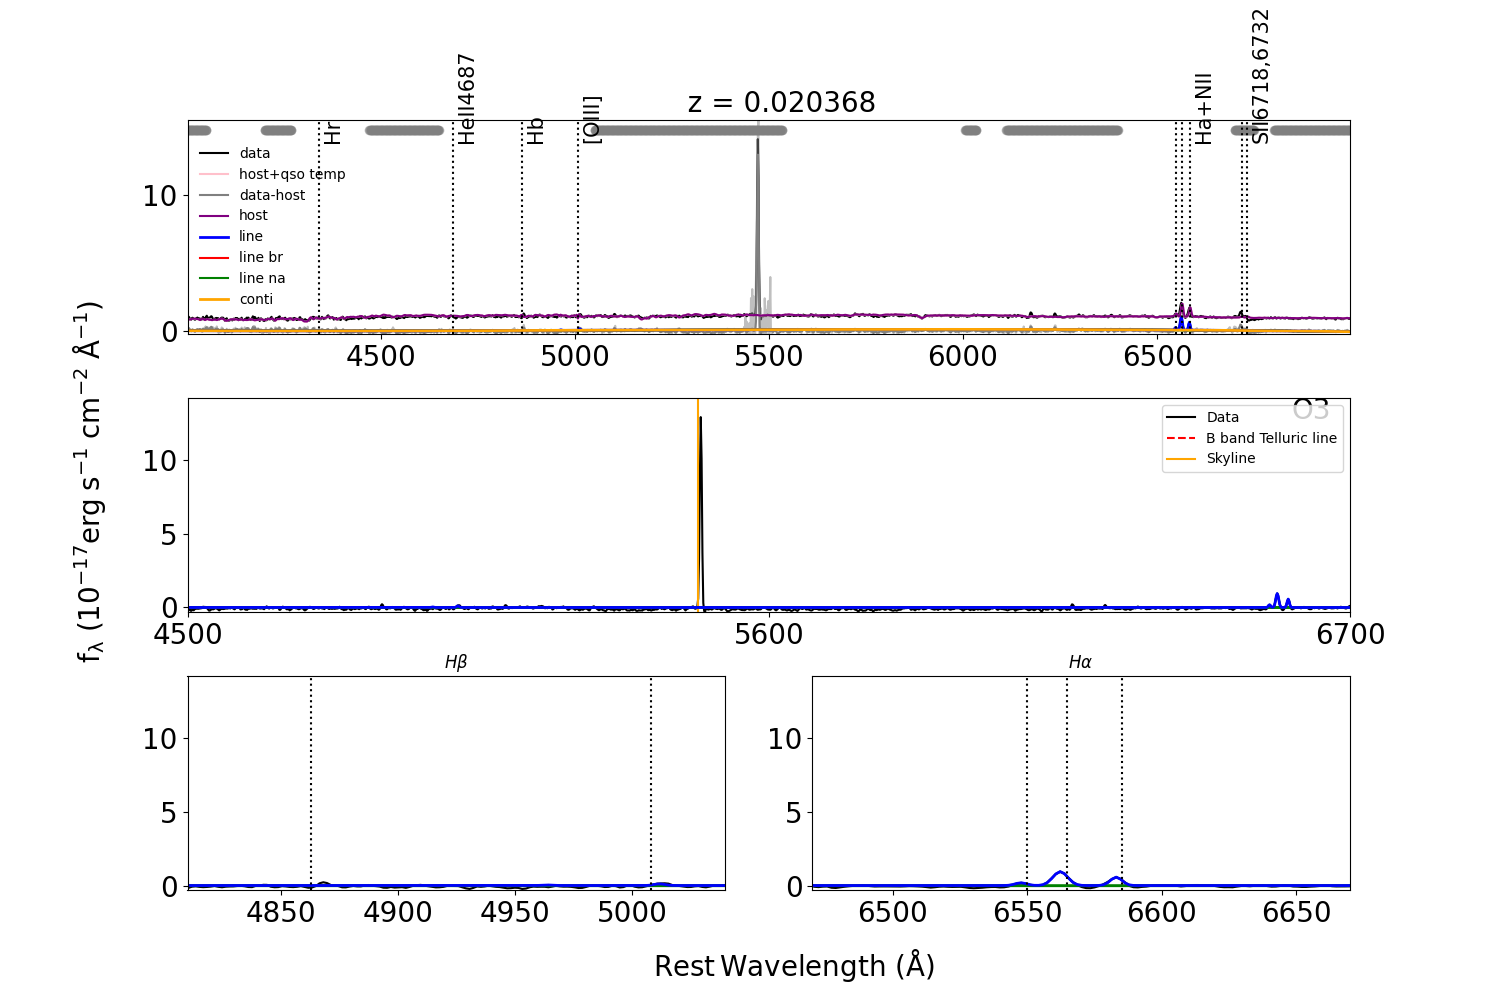 z = 0.020368
Hr
HeII4687
Hb
[OIII]
Ha+NII
SII6718,6732
data
host+qso temp
data-host
host
line
line br
line na
conti
10
0
4500 5000 5500 6000 6500
O3
Data
B band Telluric line
Skyline
10
5
0
4500 5600 6700
fλ (10⁻¹⁷erg s⁻¹ cm⁻² Å⁻¹)
Hβ
10
5
0
4850 4900 4950 5000
Hα
10
5
0
6500 6550 6600 6650
Rest Wavelength (Å)